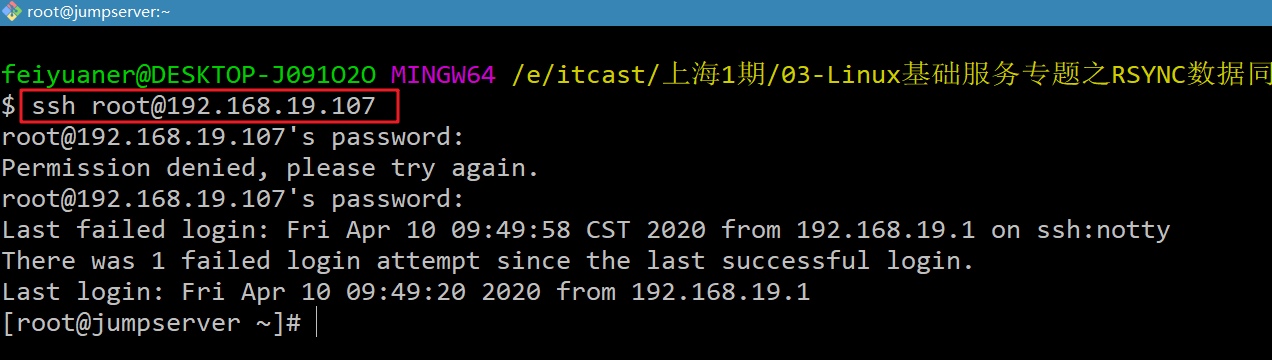 root@jumpserver:~
feiyuaner@DESKTOP-J091O2O MINGW64 /e/itcast/上海1期/03-Linux基础服务专题之RSYNC数据同
$ ssh root@192.168.19.107
root@192.168.19.107's password:
Permission denied, please try again.
root@192.168.19.107's password:
Last failed login: Fri Apr 10 09:49:58 CST 2020 from 192.168.19.1 on ssh:notty
There was 1 failed login attempt since the last successful login.
Last login: Fri Apr 10 09:49:20 2020 from 192.168.19.1
[root@jumpserver ~]#